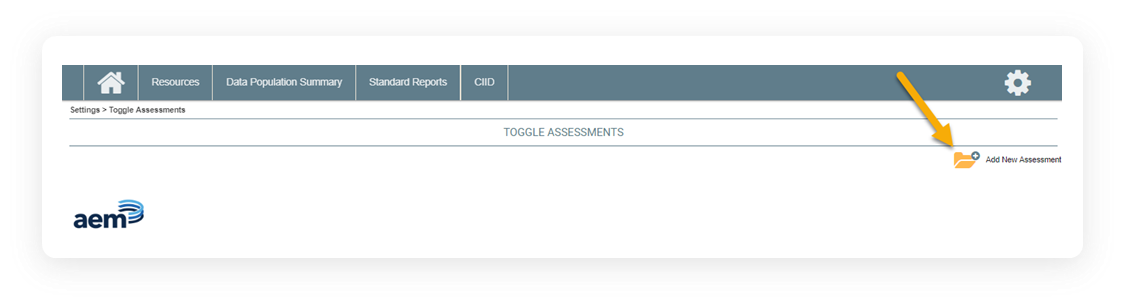 Resources Data Population Summary Standard Reports CIID
Settings > Toggle Assessments
TOGGLE ASSESSMENTS
Add New Assessment
aem